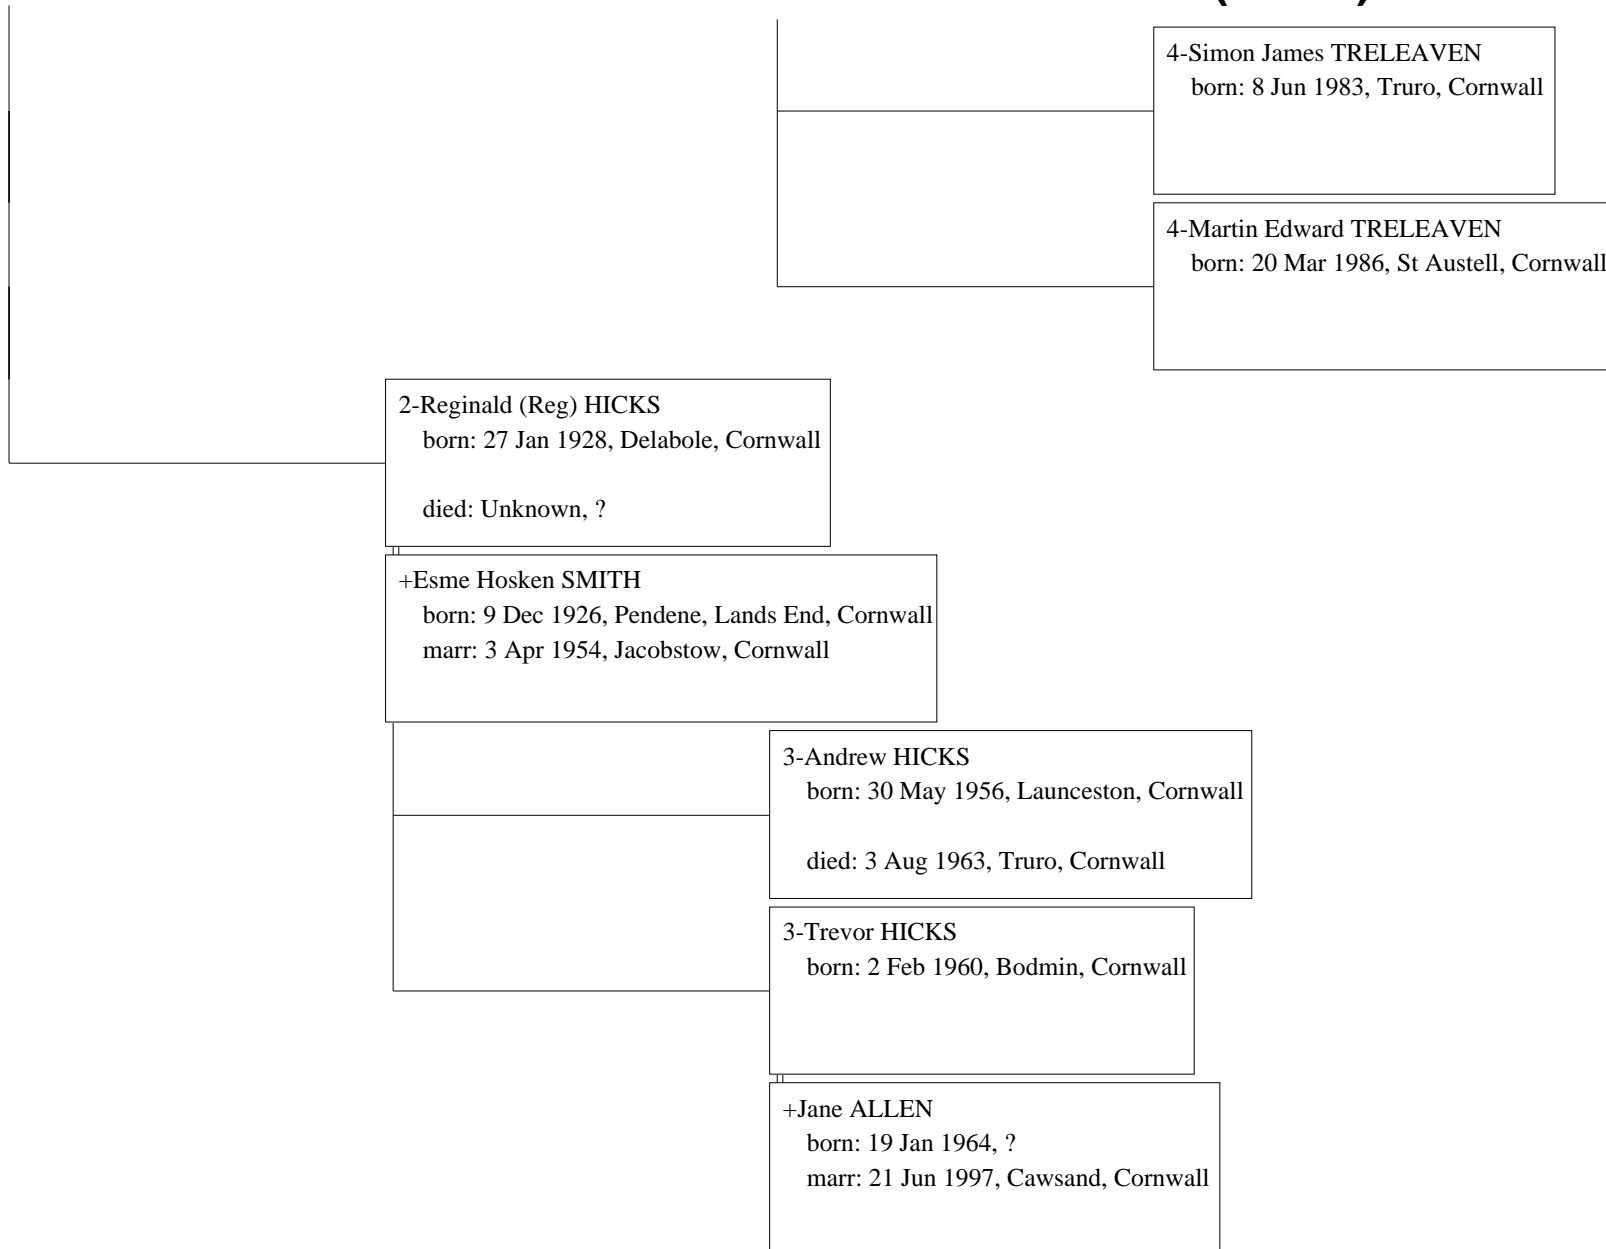 4-Simon James TRELEAVEN
born: 8 Jun 1983, Truro, Cornwall
4-Martin Edward TRELEAVEN
born: 20 Mar 1986, St Austell, Cornwall
2-Reginald (Reg) HICKS
born: 27 Jan 1928, Delabole, Cornwall
died: Unknown, ?
+Esme Hosken SMITH
born: 9 Dec 1926, Pendene, Lands End, Cornwall
marr: 3 Apr 1954, Jacobstow, Cornwall
3-Andrew HICKS
born: 30 May 1956, Launceston, Cornwall
died: 3 Aug 1963, Truro, Cornwall
3-Trevor HICKS
born: 2 Feb 1960, Bodmin, Cornwall
+Jane ALLEN
born: 19 Jan 1964, ?
marr: 21 Jun 1997, Cawsand, Cornwall